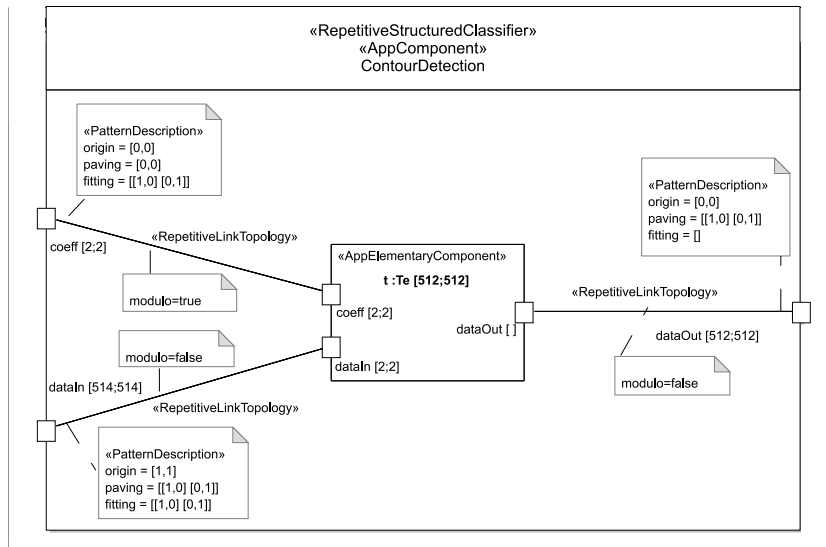 «RepetitiveStructuredClassifier»
«AppComponent»
ContourDetection
«PatternDescription»
origin = [0,0]
paving = [0,0]
fitting = [[1,0] [0,1]]
coeff [2;2]
«RepetitiveLinkTopology»
modulo=true
«AppElementaryComponent»
t :Te [512;512]
coeff [2;2]
dataOut [ ]
dataIn [2;2]
modulo=false
dataIn [514;514]
«RepetitiveLinkTopology»
«PatternDescription»
origin = [1,1]
paving = [[1,0] [0,1]]
fitting = [[1,0] [0,1]]
«PatternDescription»
origin = [0,0]
paving = [[1,0] [0,1]]
fitting = []
«RepetitiveLinkTopology»
dataOut [512;512]
modulo=false